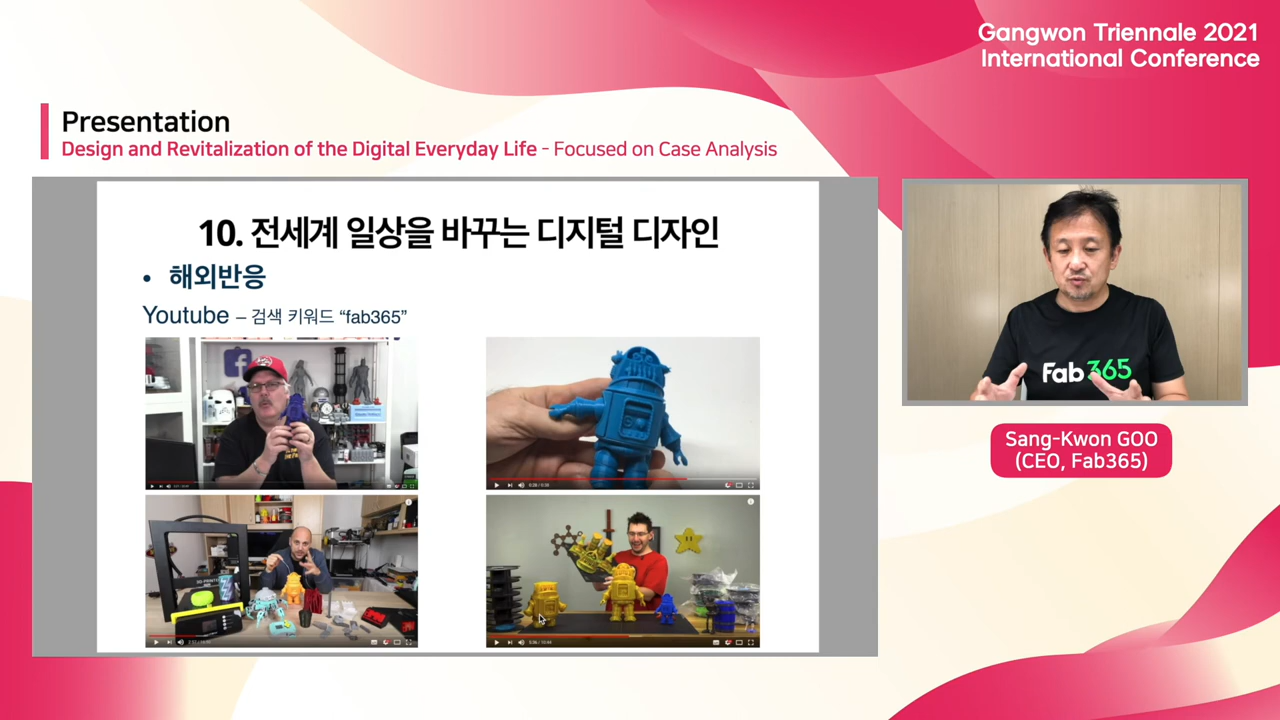 Gangwon Triennale 2021
International Conference
Presentation
Design and Revitalization of the Digital Everyday Life - Focused on Case Analysis
10. 전세계 일상을 바꾸는 디지털 디자인
• 해외반응
Youtube – 검색 키워드 “fab365”
Fab365
Sang-Kwon GOO
(CEO, Fab365)